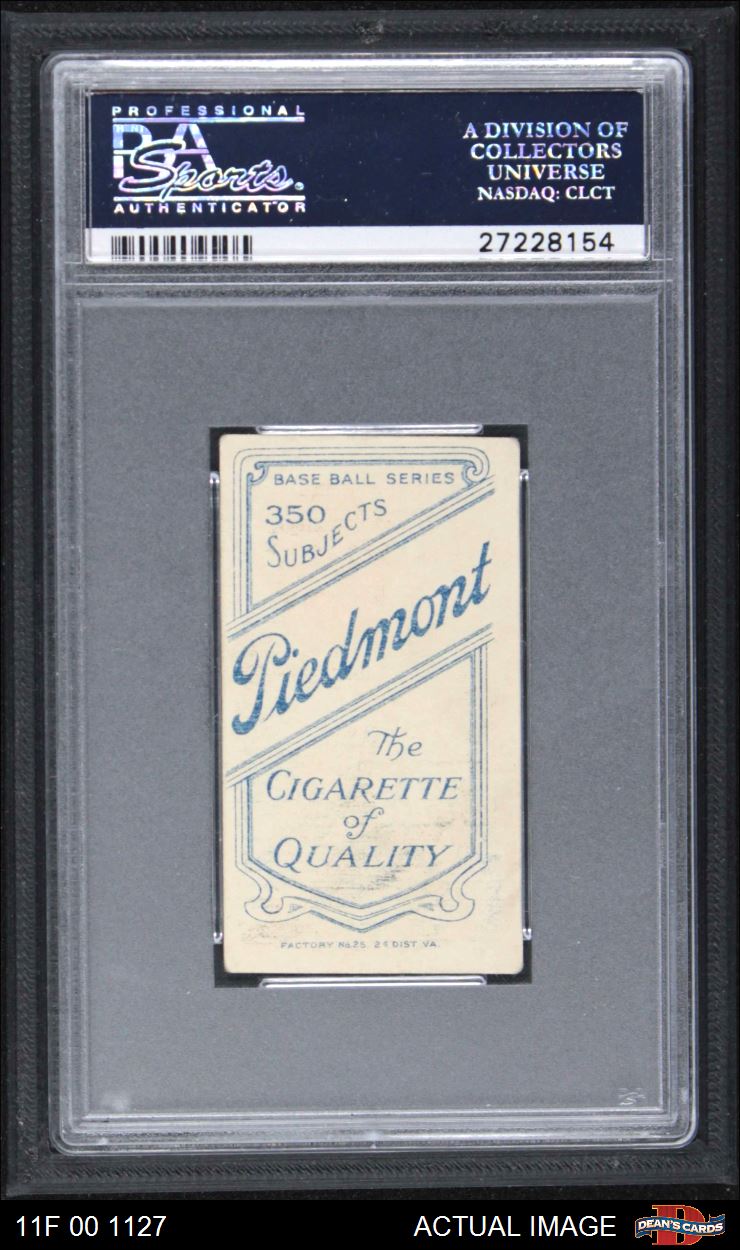 PROFESSIONAL
PSA
Sports.
AUTHENTICATOR
A DIVISION OF
COLLECTORS
UNIVERSE
NASDAQ: CLCT
27228154
BASE BALL SERIES
350
SUBJECTS
Piedmont
The
CIGARETTE
of
QUALITY
FACTORY No. 25. 2d DIST. VA.
11F 00 1127
ACTUAL IMAGE
D
DEAN'S CARDS